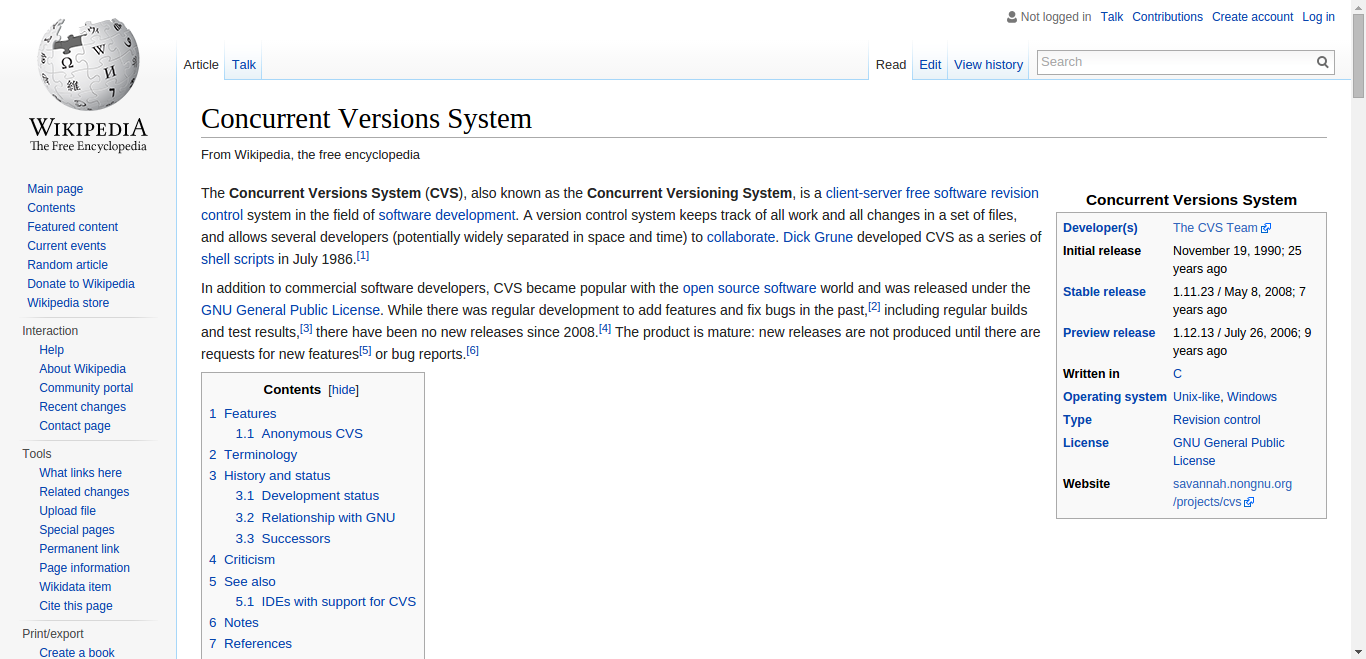 Not logged in Talk Contributions Create account Log in
Article Talk
Read Edit View history Search
WIKIPEDIA
The Free Encyclopedia
Main page
Contents
Featured content
Current events
Random article
Donate to Wikipedia
Wikipedia store
Interaction
Help
About Wikipedia
Community portal
Recent changes
Contact page
Tools
What links here
Related changes
Upload file
Special pages
Permanent link
Page information
Wikidata item
Cite this page
Print/export
Create a book
Concurrent Versions System
From Wikipedia, the free encyclopedia
The Concurrent Versions System (CVS), also known as the Concurrent Versioning System, is a client-server free software revision
control system in the field of software development. A version control system keeps track of all work and all changes in a set of files,
and allows several developers (potentially widely separated in space and time) to collaborate. Dick Grune developed CVS as a series of
shell scripts in July 1986.[1]
In addition to commercial software developers, CVS became popular with the open source software world and was released under the
GNU General Public License. While there was regular development to add features and fix bugs in the past,[2] including regular builds
and test results,[3] there have been no new releases since 2008.[4] The product is mature: new releases are not produced until there are
requests for new features[5] or bug reports.[6]
Contents [hide]
1 Features
1.1 Anonymous CVS
2 Terminology
3 History and status
3.1 Development status
3.2 Relationship with GNU
3.3 Successors
4 Criticism
5 See also
5.1 IDEs with support for CVS
6 Notes
7 References
Concurrent Versions System
Developer(s) The CVS Team
Initial release November 19, 1990; 25
years ago
Stable release 1.11.23 / May 8, 2008; 7
years ago
Preview release 1.12.13 / July 26, 2006; 9
years ago
Written in C
Operating system Unix-like, Windows
Type Revision control
License GNU General Public
License
Website savannah.nongnu.org
/projects/cvs